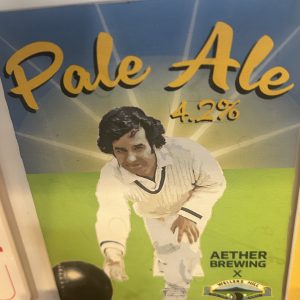 Pale Ale
4.2%
AETHER
BREWING
X